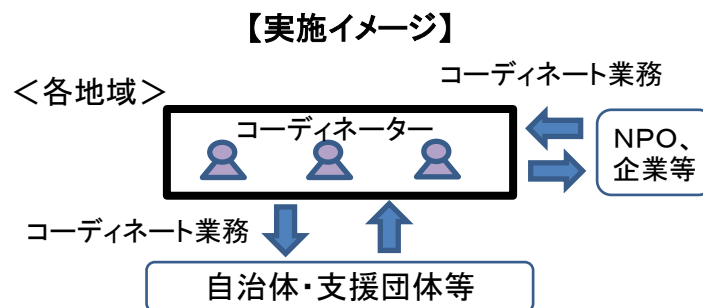 【実施イメージ】
コーディネート業務
＜各地域＞
コーディネーター
ＮＰＯ、
企業等
コーディネート業務
自治体・支援団体等